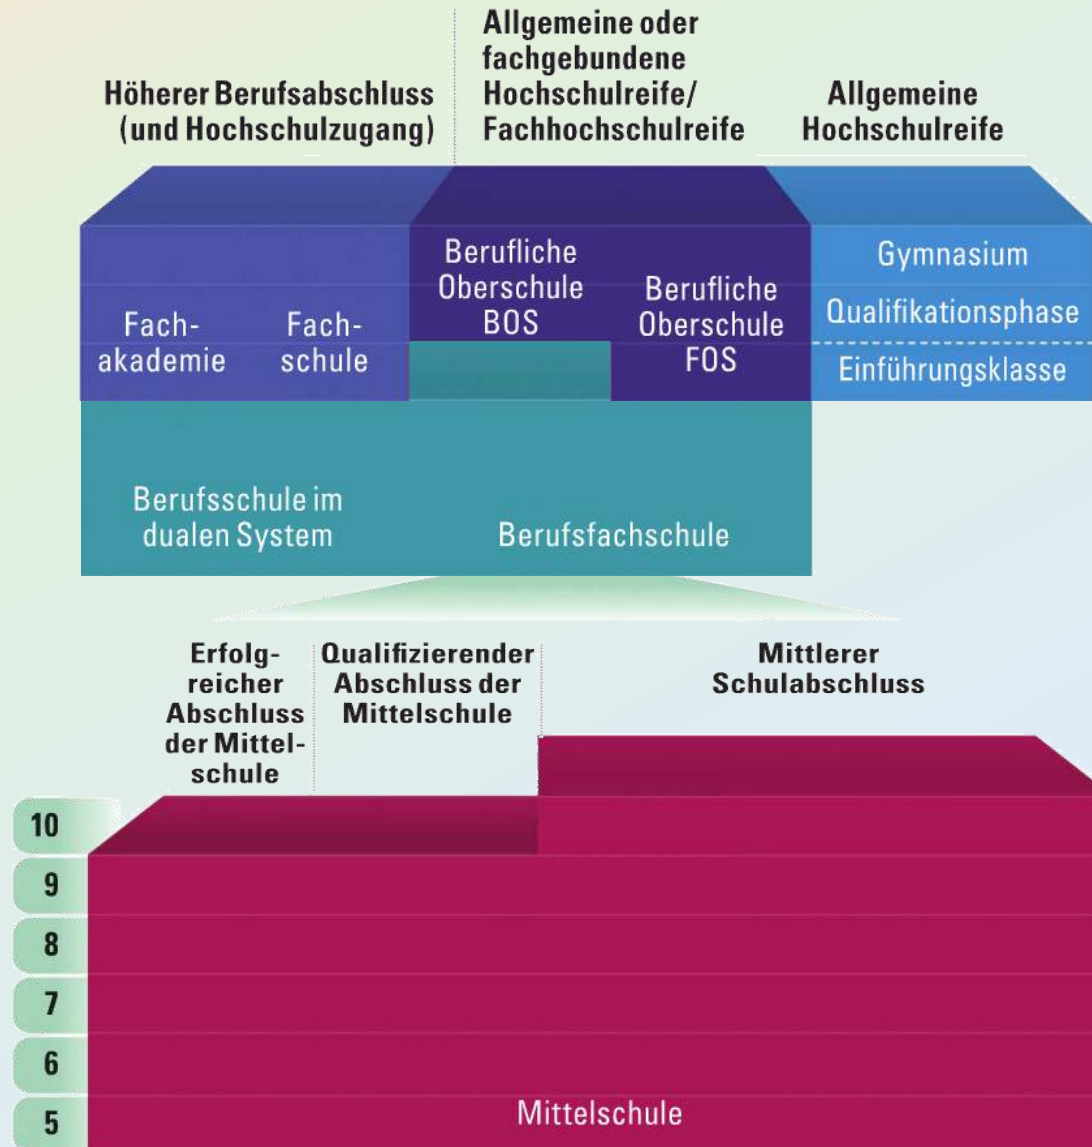 Höherer Berufsabschluss
(und Hochschulzugang)
Allgemeine oder
fachgebundene
Hochschulreife/
Fachhochschulreife
Allgemeine
Hochschulreife
Fach-
akademie
Fach-
schule
Berufliche
Oberschule
BOS
Berufliche
Oberschule
FOS
Gymnasium
Qualifikationsphase
Einführungsklasse
Berufsschule im
dualen System
Berufsfachschule
Erfolg-
reicher
Abschluss
der Mittel-
schule
Qualifizierender
Abschluss der
Mittelschule
Mittlerer
Schulabschluss
10
9
8
7
6
5
Mittelschule